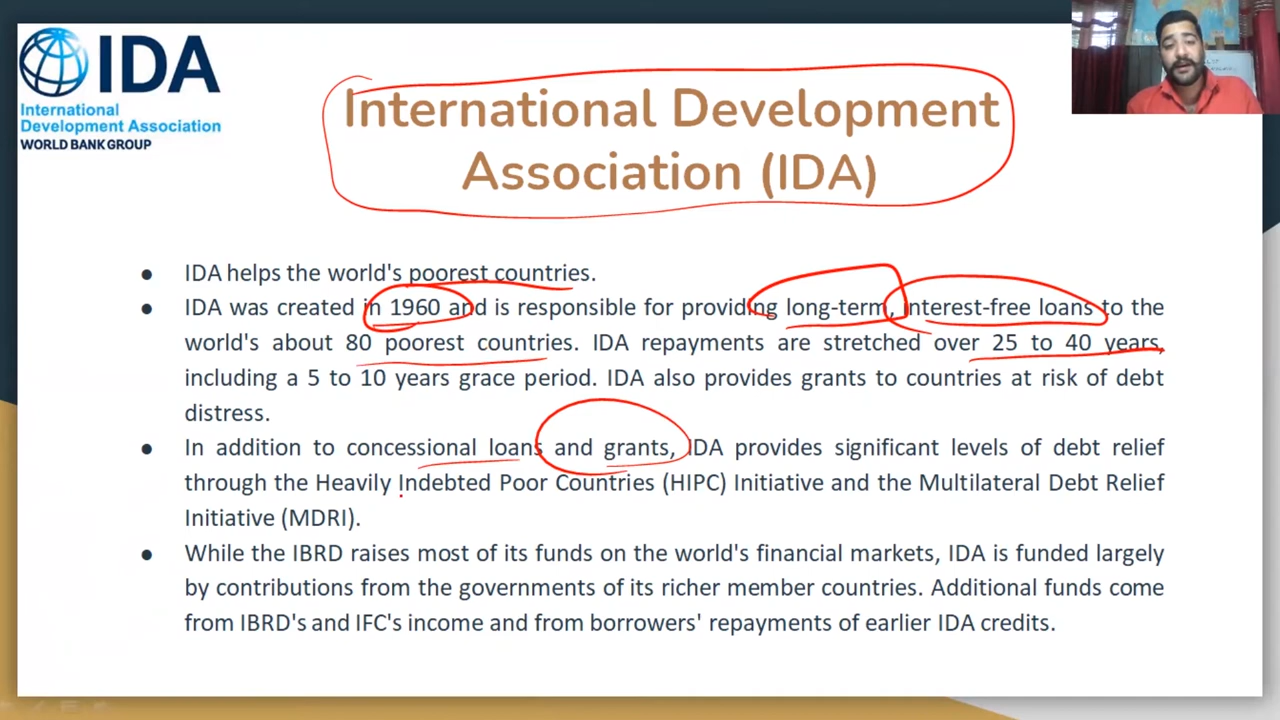 IDA
International
Development Association
WORLD BANK GROUP
International Development
Association (IDA)
● IDA helps the world's poorest countries.
● IDA was created in 1960 and is responsible for providing long-term, interest-free loans to the
world's about 80 poorest countries. IDA repayments are stretched over 25 to 40 years,
including a 5 to 10 years grace period. IDA also provides grants to countries at risk of debt
distress.
● In addition to concessional loans and grants, IDA provides significant levels of debt relief
through the Heavily Indebted Poor Countries (HIPC) Initiative and the Multilateral Debt Relief
Initiative (MDRI).
● While the IBRD raises most of its funds on the world's financial markets, IDA is funded largely
by contributions from the governments of its richer member countries. Additional funds come
from IBRD's and IFC's income and from borrowers' repayments of earlier IDA credits.